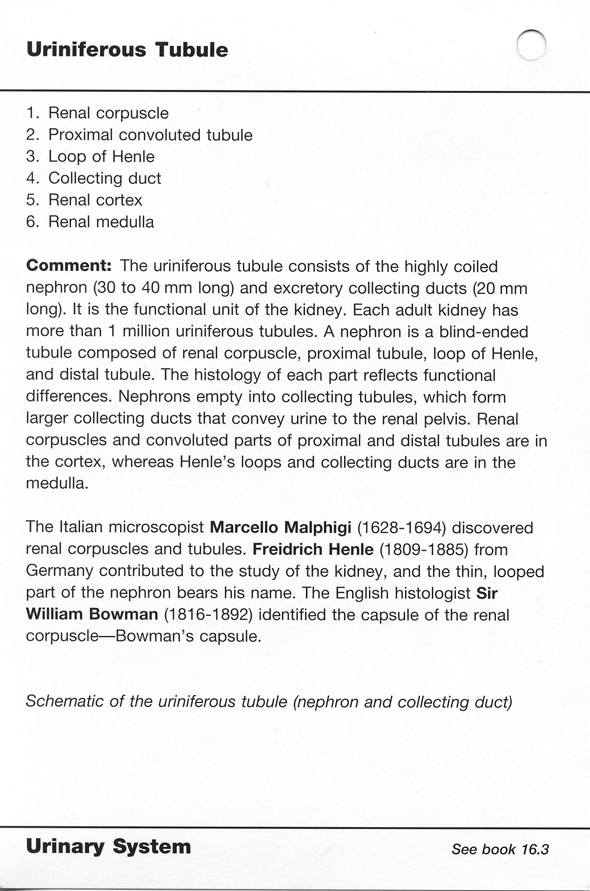 Uriniferous Tubule
1. Renal corpuscle
2. Proximal convoluted tubule
3. Loop of Henle
4. Collecting duct
5. Renal cortex
6. Renal medulla
Comment: The uriniferous tubule consists of the highly coiled
nephron (30 to 40 mm long) and excretory collecting ducts (20 mm
long). It is the functional unit of the kidney. Each adult kidney has
more than 1 million uriniferous tubules. A nephron is a blind-ended
tubule composed of renal corpuscle, proximal tubule, loop of Henle,
and distal tubule. The histology of each part reflects functional
differences. Nephrons empty into collecting tubules, which form
larger collecting ducts that convey urine to the renal pelvis. Renal
corpuscles and convoluted parts of proximal and distal tubules are in
the cortex, whereas Henle's loops and collecting ducts are in the
medulla.
The Italian microscopist Marcello Malphigi (1628-1694) discovered
renal corpuscles and tubules. Freidrich Henle (1809-1885) from
Germany contributed to the study of the kidney, and the thin, looped
part of the nephron bears his name. The English histologist Sir
William Bowman (1816-1892) identified the capsule of the renal
corpuscle—Bowman's capsule.
Schematic of the uriniferous tubule (nephron and collecting duct)
Urinary System
See book 16.3